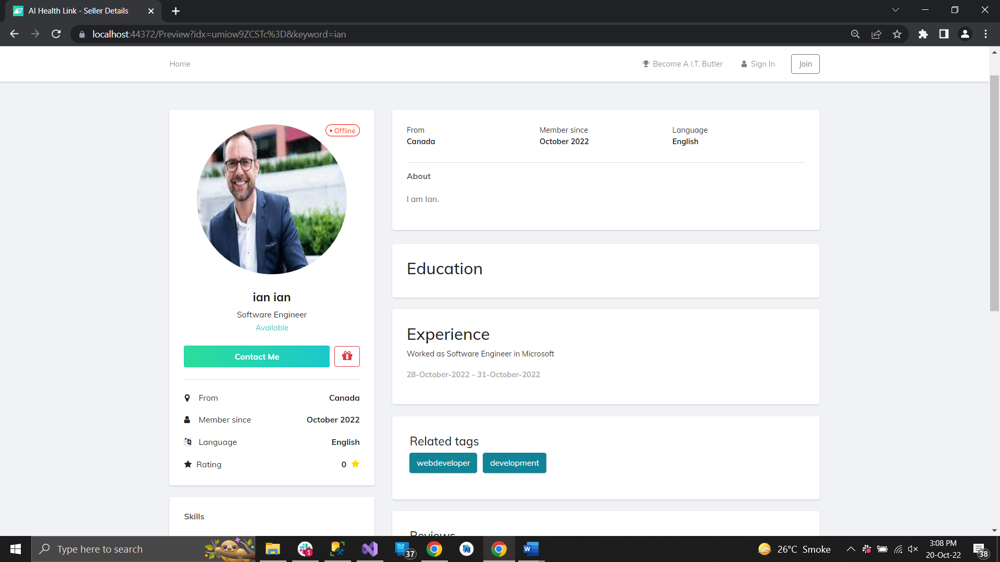 AI Health Link - Seller Details
localhost:44372/Preview?idx=umiow9ZCSTc%3D&keyword=ian
Home
Become A I.T. Butler
Sign In
Join
• Offline
ian ian
Software Engineer
Available
Contact Me
From Canada
Member since October 2022
Language English
Rating 0
Skills
From
Canada
Member since
October 2022
Language
English
About
I am Ian.
Education
Experience
Worked as Software Engineer in Microsoft
28-October-2022 - 31-October-2022
Related tags
webdeveloper
development
Reviews
Type here to search
1
37
W
26°C Smoke
3:08 PM
20-Oct-22
38